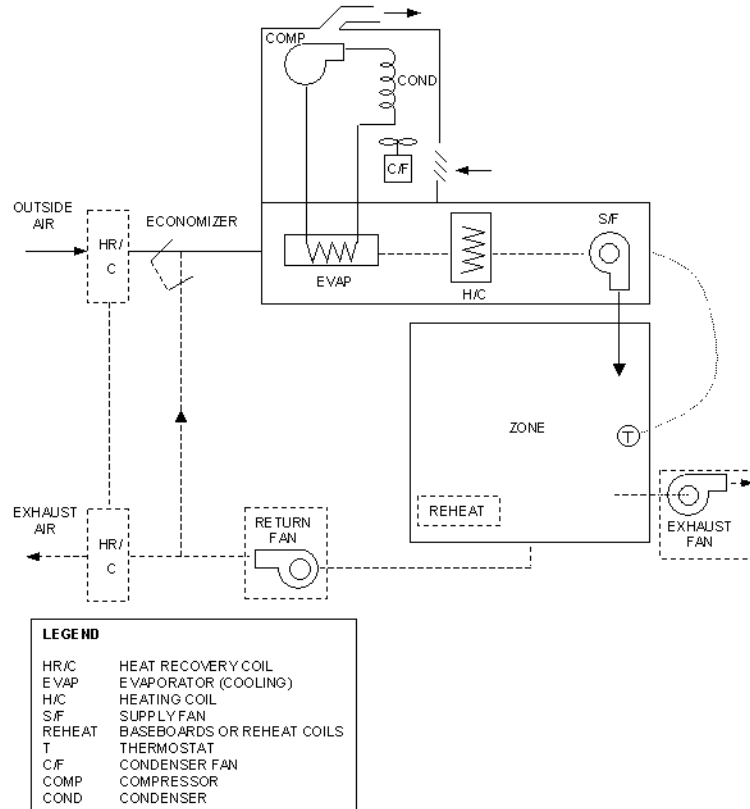 COMP
COND
C/F
OUTSIDE
AIR
ECONOMIZER
HR/
C
EVAP
H/C
S/F
ZONE
T
REHEAT
EXHAUST
FAN
EXHAUST
AIR
HR/
C
RETURN
FAN
LEGEND
HR/C HEAT RECOVERY COIL
EVAP EVAPORATOR (COOLING)
H/C HEATING COIL
S/F SUPPLY FAN
REHEAT BASEBOARDS OR REHEAT COILS
T THERMOSTAT
C/F CONDENSER FAN
COMP COMPRESSOR
COND CONDENSER